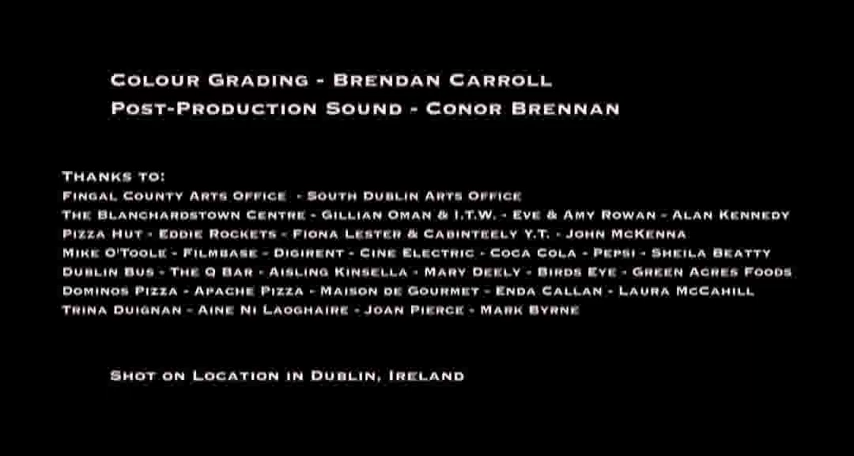 Colour Grading - Brendan Carroll
Post-Production Sound - Conor Brennan
Thanks to:
Fingal County Arts Office - South Dublin Arts Office
The Blanchardstown Centre - Gillian Oman & I.T.W. - Eve & Amy Rowan - Alan Kennedy
Pizza Hut - Eddie Rockets - Fiona Lester & Cabinteely Y.T. - John McKenna
Mike O'Toole - Filmbase - Digirent - Cine Electric - Coca Cola - Pepsi - Sheila Beatty
Dublin Bus - The Q Bar - Aisling Kinsella - Mary Deely - Birds Eye - Green Acres Foods
Dominos Pizza - Apache Pizza - Maison de Gourmet - Enda Callan - Laura McCahill
Trina Duignan - Aine Ni Laoghaire - Joan Pierce - Mark Byrne
Shot on Location in Dublin, Ireland